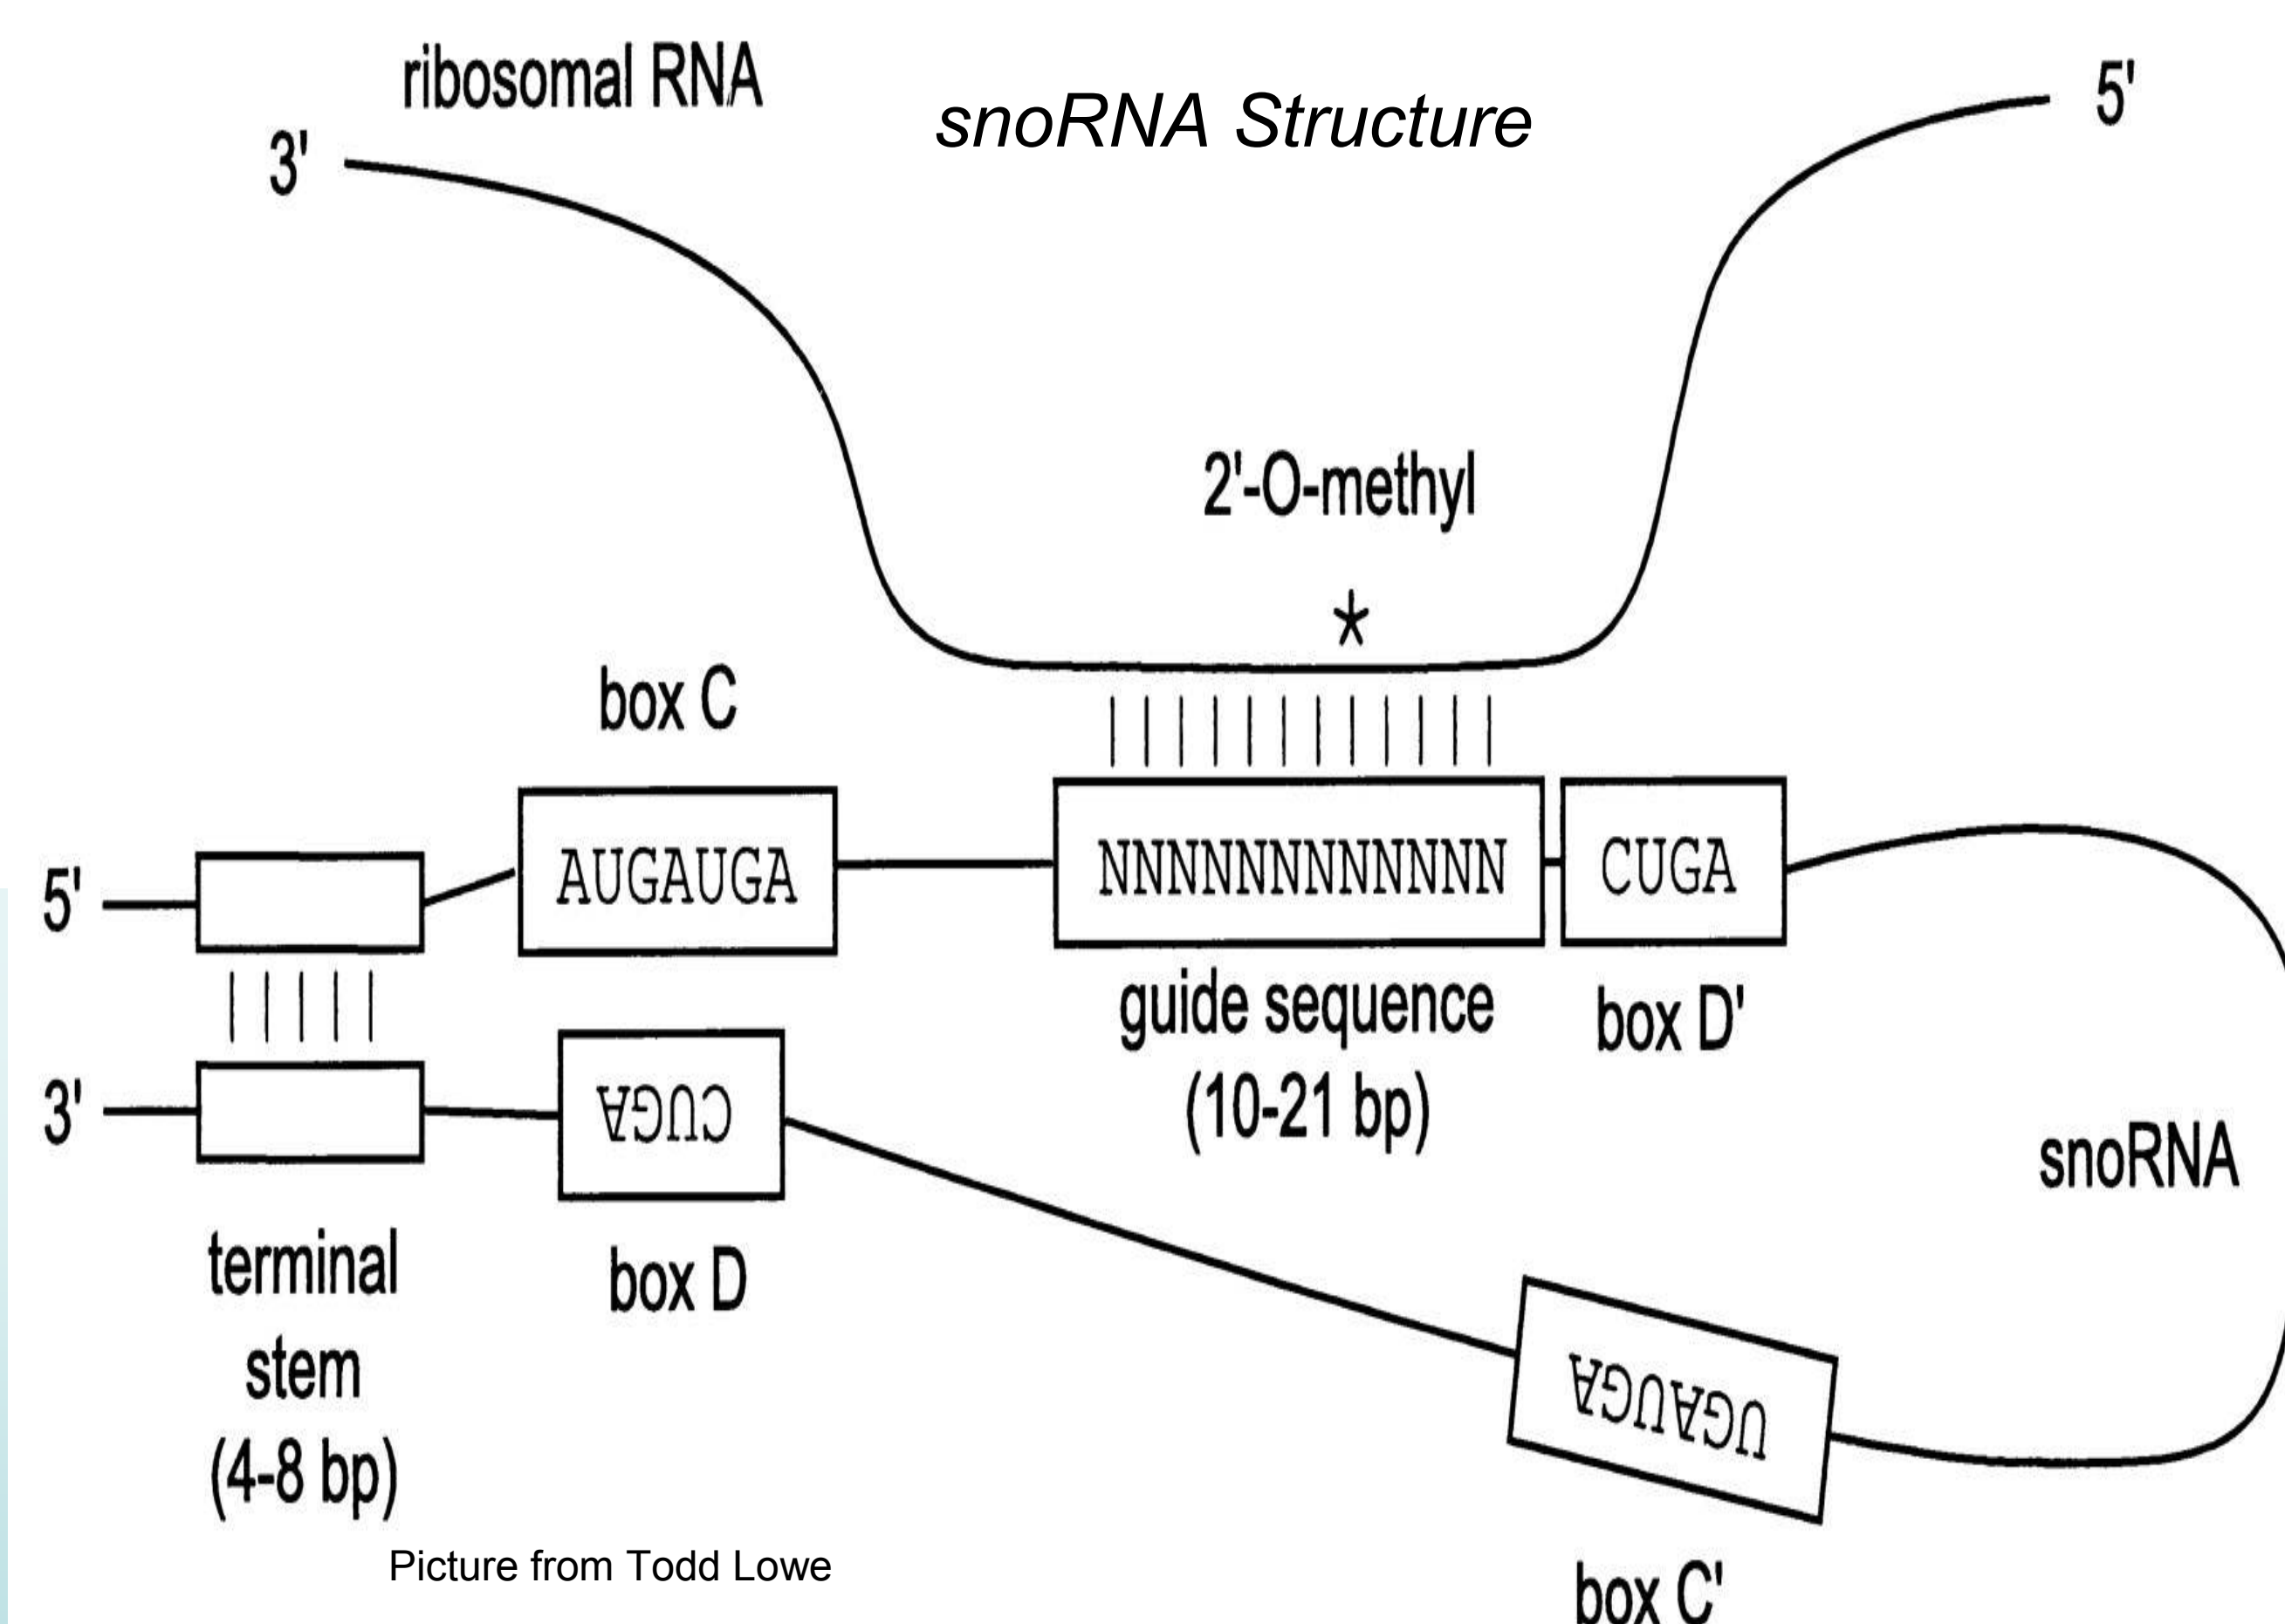 ribosomal RNA
snoRNA Structure
5'
3'
2'-O-methyl
*
box C
5'
AUGAUGA
NNNNNNNNNNNN
CUGA
guide sequence
(10-21 bp)
box D'
3'
CUGA
snoRNA
terminal
stem
(4-8 bp)
box D
UGAUGA
box C'
Picture from Todd Lowe